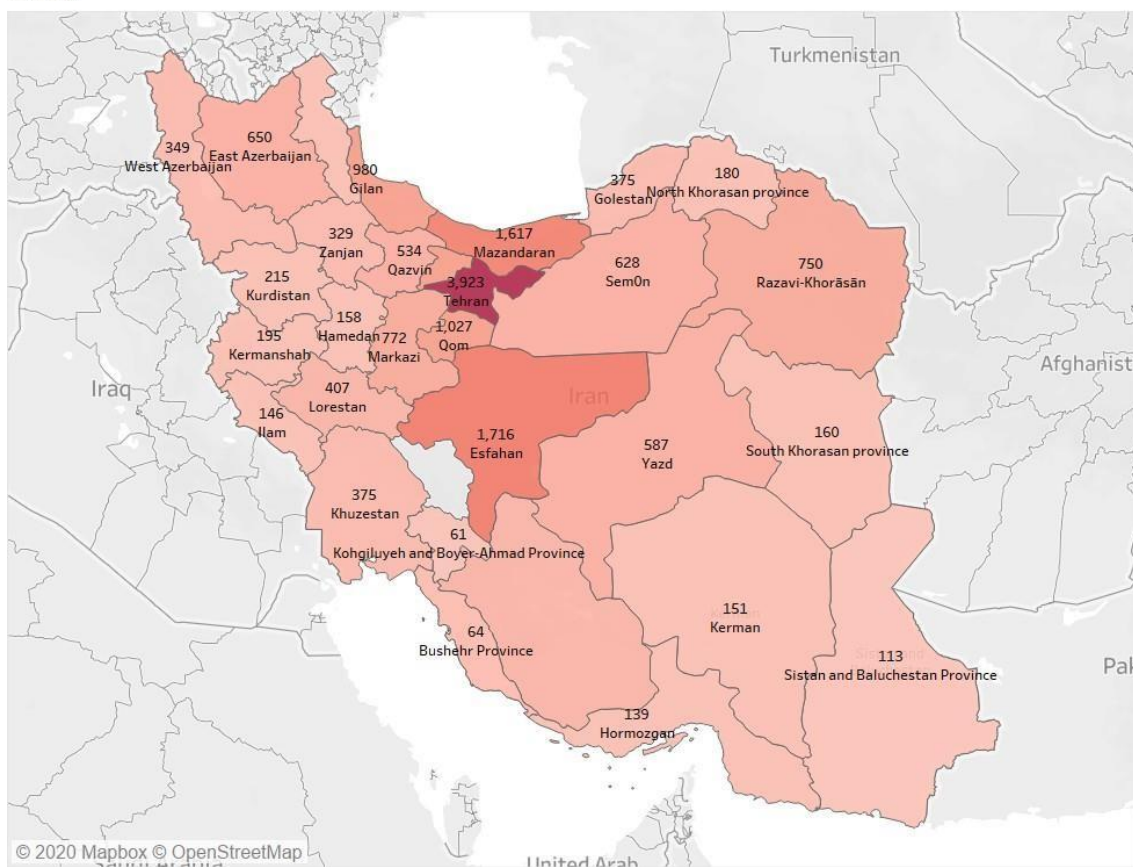 Turkmenistan
650
East Azerbaijan
349
West Azerbaijan
980
Gilan
375
Golestan
180
North Khorasan province
1,617
Mazandaran
329
Zanjan
534
Qazvin
628
Sem0n
750
Razavi-Khorāsān
215
Kurdistan
3,923
Tehran
158
Hamedan
1,027
Qom
772
Markazi
195
Kermanshah
Afghanist
Iraq
Iran
407
Lorestan
146
Ilam
1,716
Esfahan
587
Yazd
160
South Khorasan province
375
Khuzestan
61
Kohgiluyeh and Boyer-Ahmad Province
151
Kerman
64
Bushehr Province
113
Sistan and Baluchestan Province
Pak
139
Hormozgan
© 2020 Mapbox © OpenStreetMap
United Arab